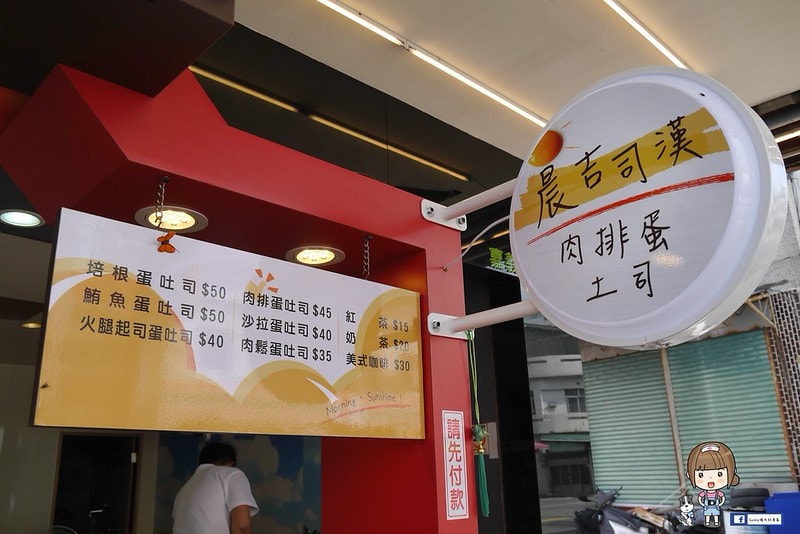 培根蛋吐司$50
鮪魚蛋吐司$50
火腿起司蛋吐司$40
肉排蛋吐司$45
沙拉蛋吐司$40
肉鬆蛋吐司$35
紅 茶 $15
奶 茶 $20
美式咖啡 $30
Morning , Sunshine !
晨吉司漢
肉排蛋
土司
請先付款